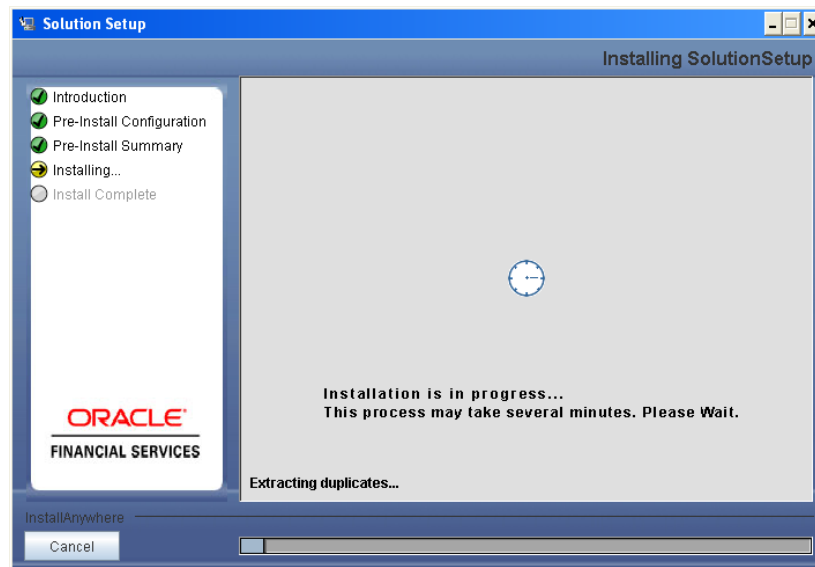 Solution Setup
Installing SolutionSetup
Introduction
Pre-Install Configuration
Pre-Install Summary
Installing...
Install Complete
Installation is in progress...
This process may take several minutes. Please Wait.
ORACLE®
FINANCIAL SERVICES
Extracting duplicates...
InstallAnywhere
Cancel